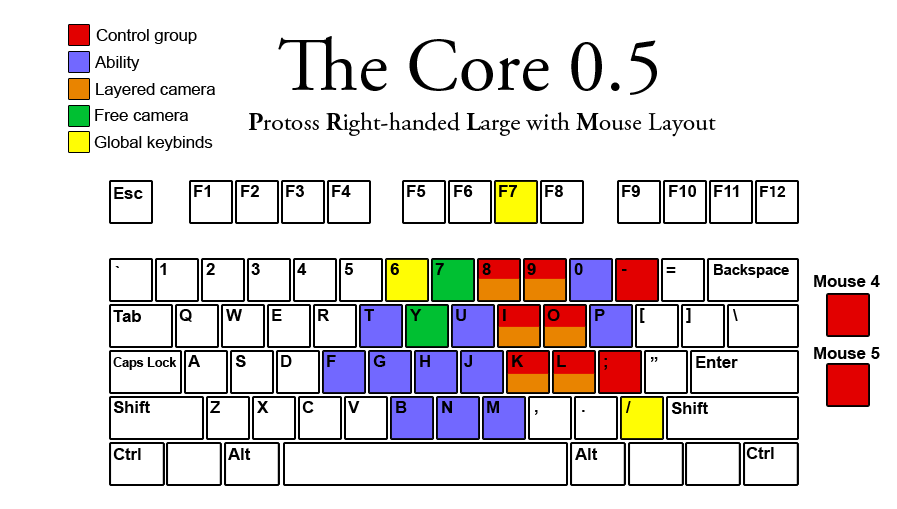 Control group
Ability
Layered camera
Free camera
Global keybinds
The Core 0.5
Protoss Right-handed Large with Mouse Layout
Esc F1 F2 F3 F4 F5 F6 F7 F8 F9 F10 F11 F12
` 1 2 3 4 5 6 7 8 9 0 - = Backspace
Tab Q W E R T Y U I O P [ ] \
Caps Lock A S D F G H J K L ; ” Enter
Shift Z X C V B N M , . / Shift
Ctrl Alt Alt Ctrl
Mouse 4
Mouse 5